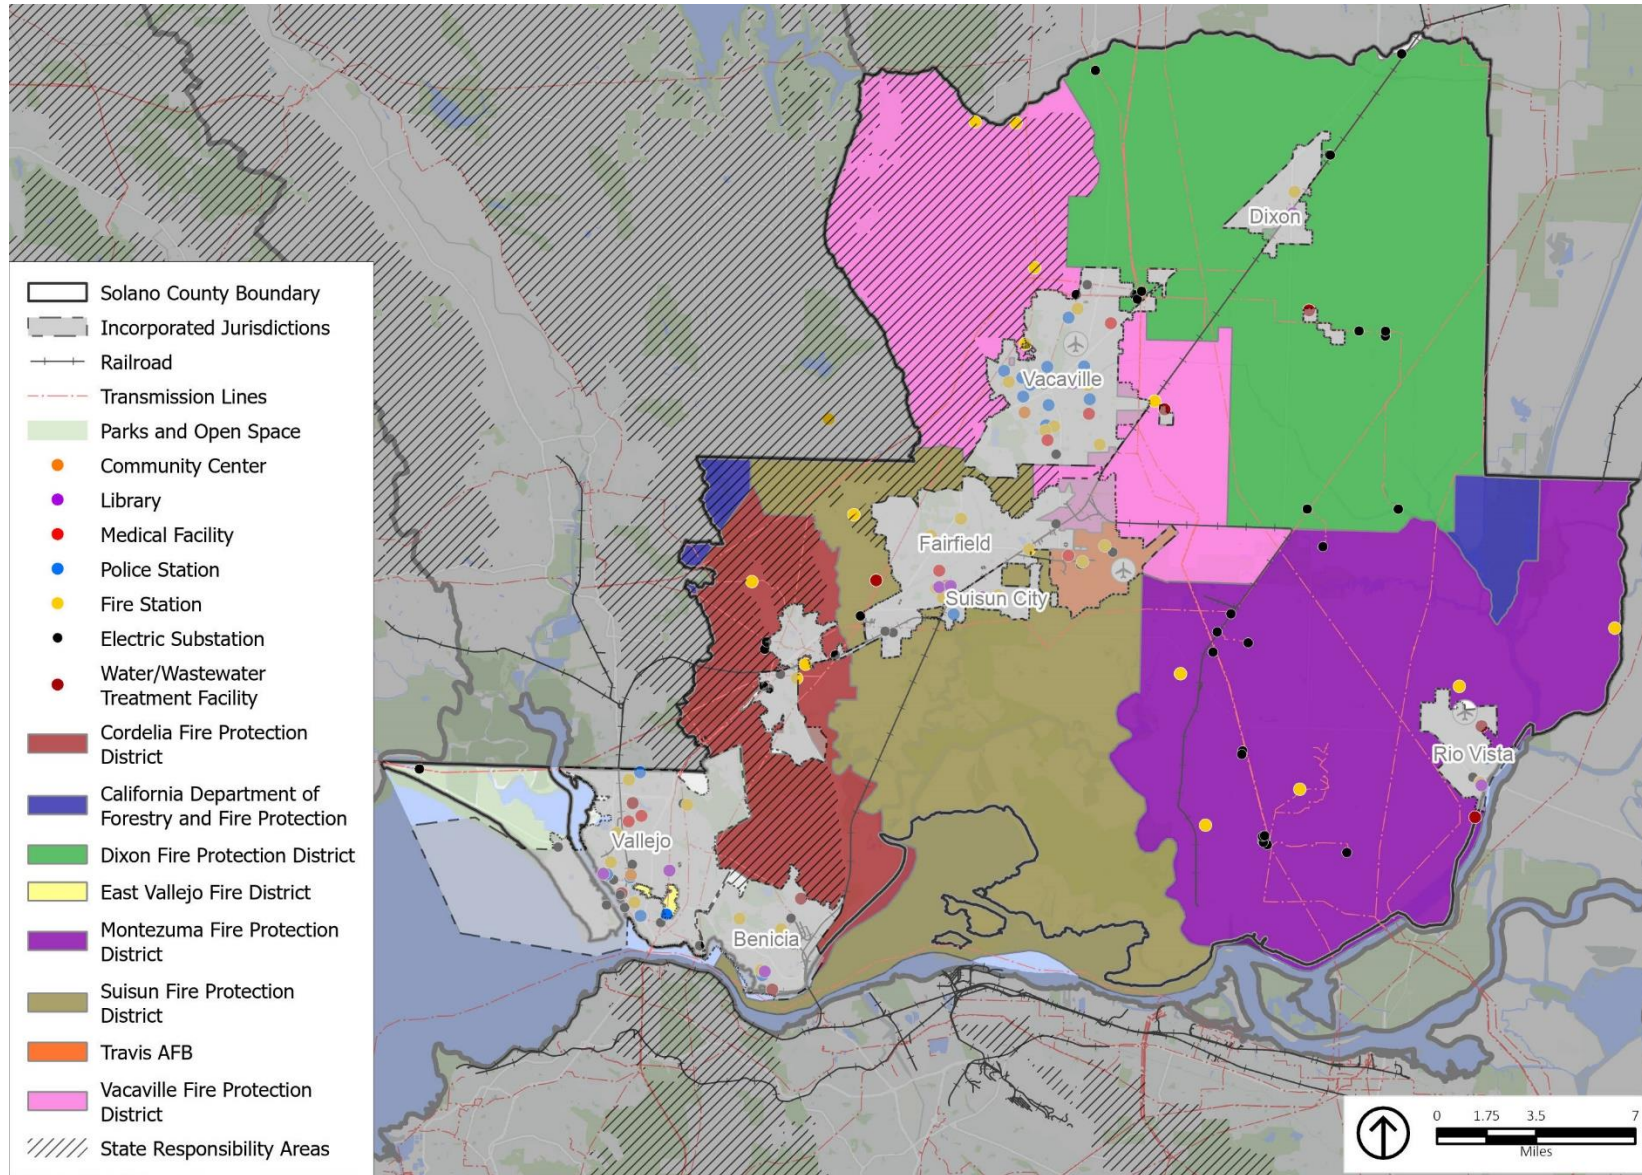 Dixon
Vacaville
Fairfield
Suisun City
Rio Vista
Vallejo
Benicia
Solano County Boundary
Incorporated Jurisdictions
Railroad
Transmission Lines
Parks and Open Space
Community Center
Library
Medical Facility
Police Station
Fire Station
Electric Substation
Water/Wastewater
Treatment Facility
Cordelia Fire Protection
District
California Department of
Forestry and Fire Protection
Dixon Fire Protection District
East Vallejo Fire District
Montezuma Fire Protection
District
Suisun Fire Protection
District
Travis AFB
Vacaville Fire Protection
District
State Responsibility Areas
0 1.75 3.5 7
Miles